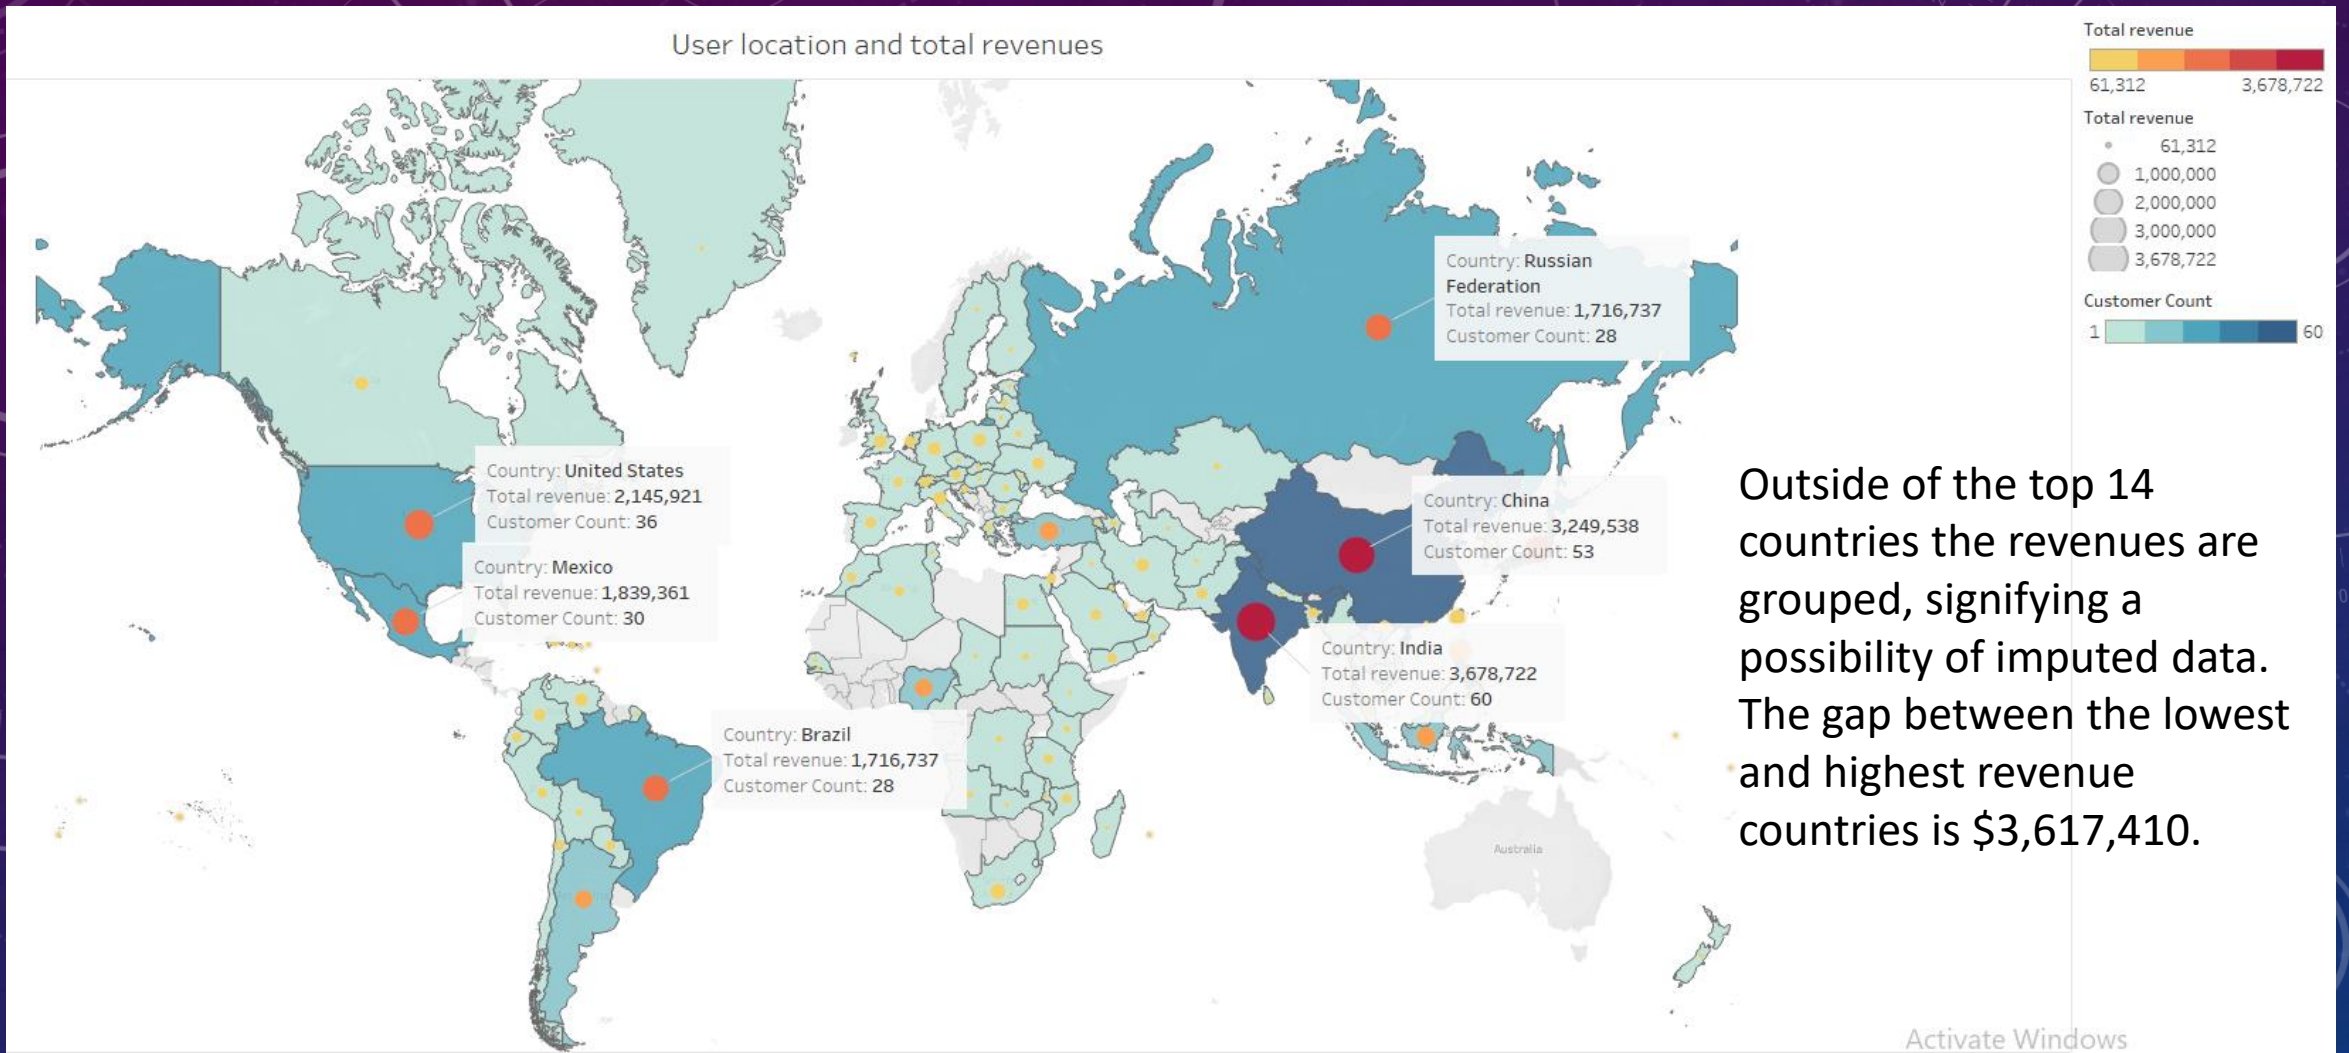 User location and total revenues
Total revenue
61,312 3,678,722
Total revenue
61,312
1,000,000
2,000,000
3,000,000
3,678,722
Customer Count
1 60
Country: Russian
Federation
Total revenue: 1,716,737
Customer Count: 28
Country: United States
Total revenue: 2,145,921
Customer Count: 36
Country: Mexico
Total revenue: 1,839,361
Customer Count: 30
Country: China
Total revenue: 3,249,538
Customer Count: 53
Country: India
Total revenue: 3,678,722
Customer Count: 60
Country: Brazil
Total revenue: 1,716,737
Customer Count: 28
Australia
Outside of the top 14
countries the revenues are
grouped, signifying a
possibility of imputed data.
The gap between the lowest
and highest revenue
countries is $3,617,410.
Activate Windows